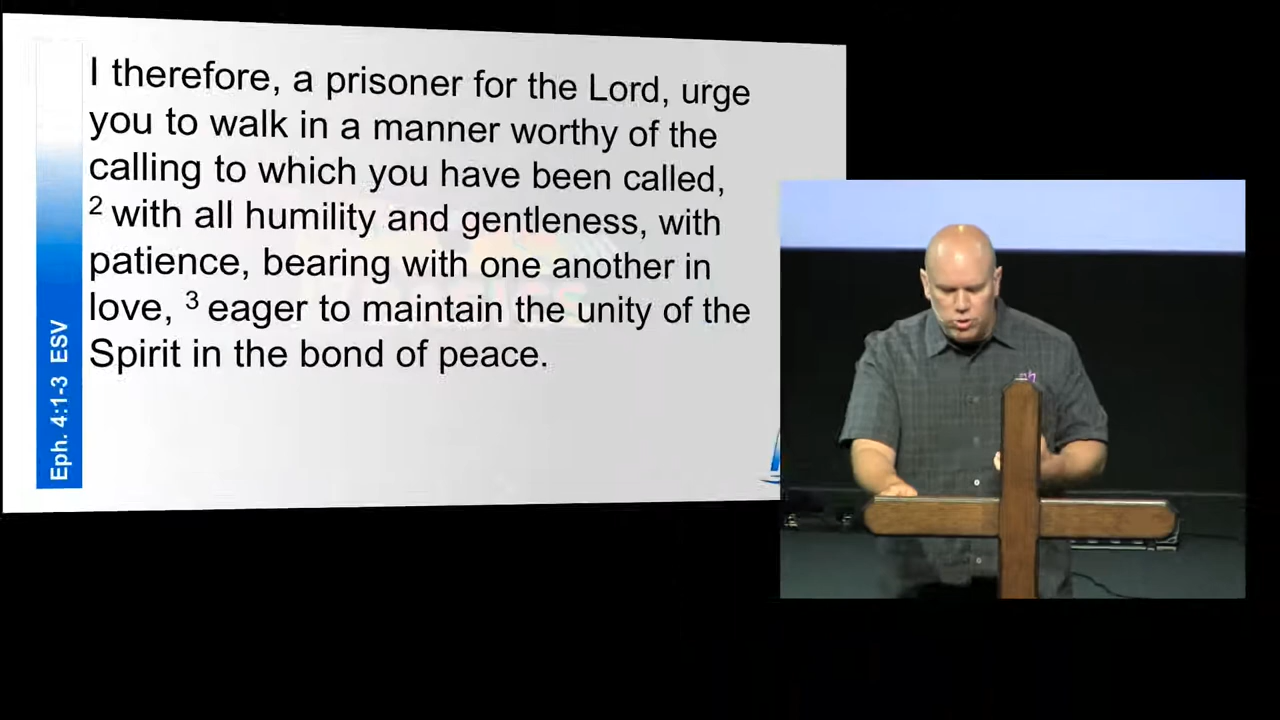 I therefore, a prisoner for the Lord, urge
you to walk in a manner worthy of the
calling to which you have been called,
2 with all humility and gentleness, with
patience, bearing with one another in
love, 3 eager to maintain the unity of the
Spirit in the bond of peace.
Eph. 4:1-3 ESV